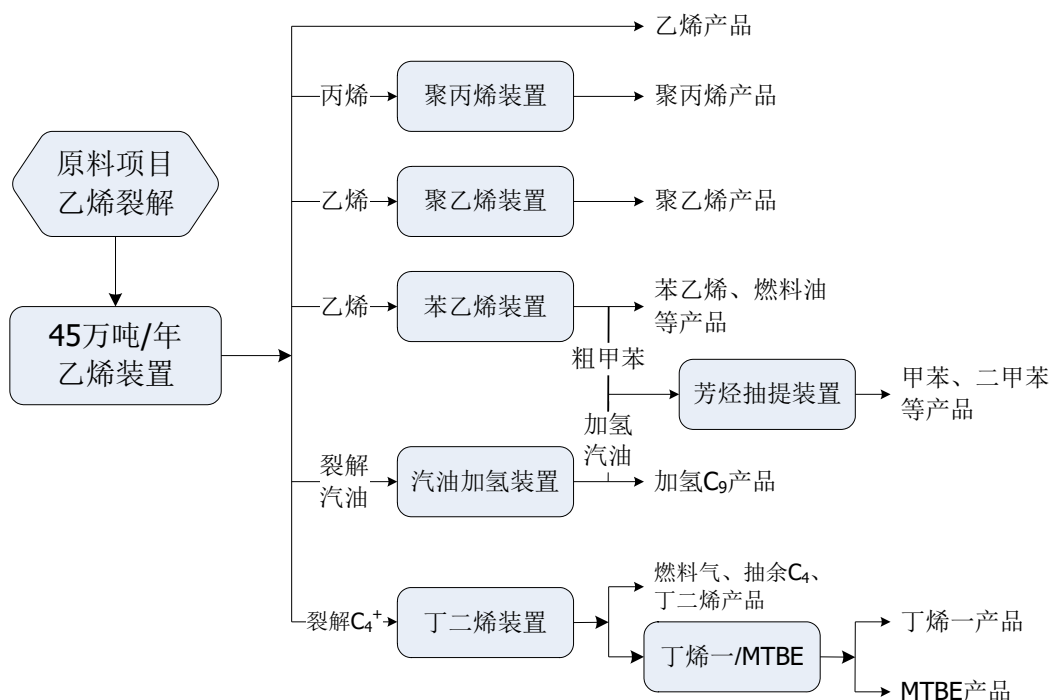 乙烯产品
丙烯
聚丙烯装置
聚丙烯产品
原料项目
乙烯裂解
乙烯
聚乙烯装置
聚乙烯产品
乙烯
苯乙烯装置
苯乙烯、燃料油
等产品
45万吨/年
乙烯装置
粗甲苯
芳烃抽提装置
甲苯、二甲苯
等产品
加氢
汽油
裂解
汽油
汽油加氢装置
加氢C₉产品
燃料气、抽余C₄、
丁二烯产品
裂解C₄⁺
丁二烯装置
丁烯一/MTBE
丁烯一产品
MTBE产品